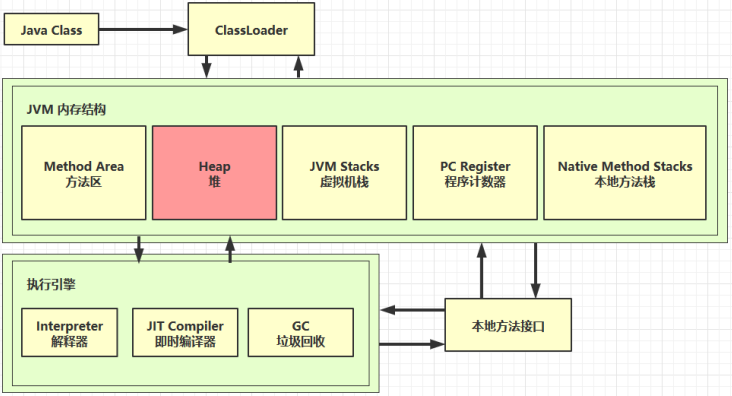 Java Class
ClassLoader
JVM 内存结构
Method Area
方法区
Heap
堆
JVM Stacks
虚拟机栈
PC Register
程序计数器
Native Method Stacks
本地方法栈
执行引擎
Interpreter
解释器
JIT Compiler
即时编译器
GC
垃圾回收
本地方法接口